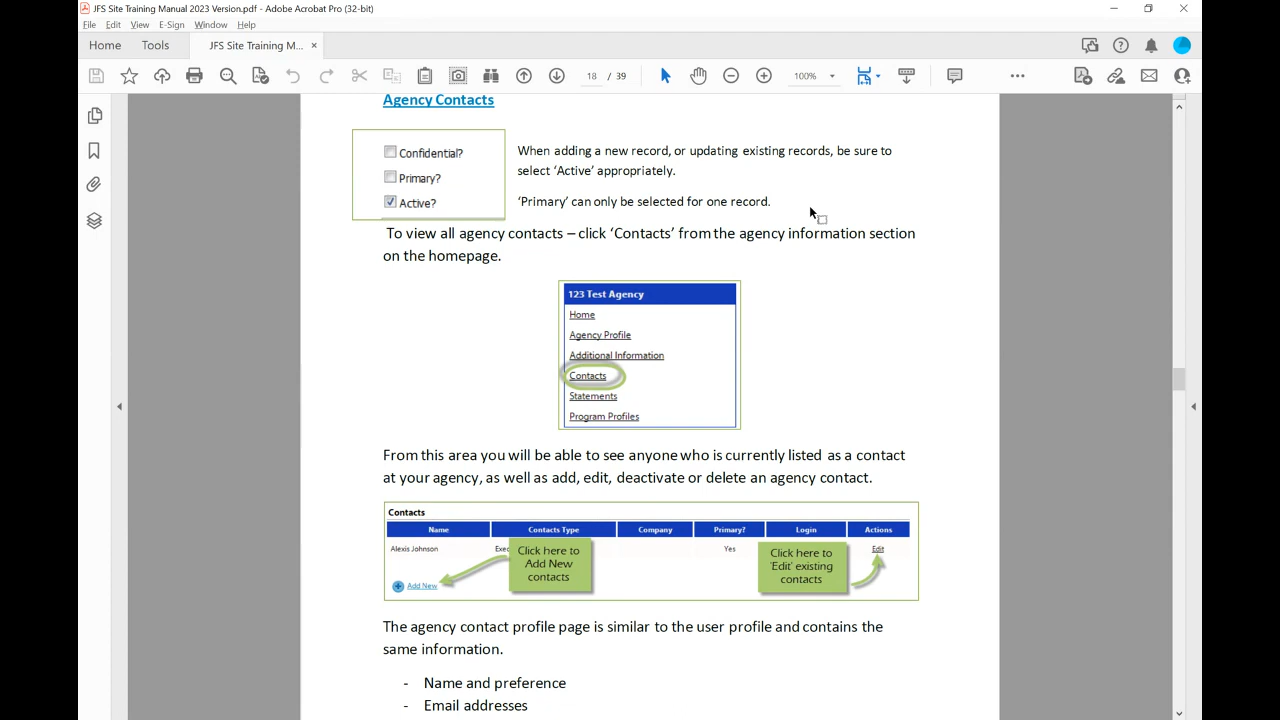 JFS Site Training Manual 2023 Version.pdf - Adobe Acrobat Pro (32-bit)
File Edit View E-Sign Window Help
Home Tools JFS Site Training M... ×
18 / 39 100%
Agency Contacts
Confidential?
Primary?
Active?
When adding a new record, or updating existing records, be sure to
select ‘Active’ appropriately.
‘Primary’ can only be selected for one record.
To view all agency contacts – click ‘Contacts’ from the agency information section
on the homepage.
123 Test Agency
Home
Agency Profile
Additional Information
Contacts
Statements
Program Profiles
From this area you will be able to see anyone who is currently listed as a contact
at your agency, as well as add, edit, deactivate or delete an agency contact.
Contacts
Name Contacts Type Company Primary? Login Actions
Alexis Johnson Exec Yes Edit
Click here to
Add New
contacts
Click here to
'Edit' existing
contacts
Add New
The agency contact profile page is similar to the user profile and contains the
same information.
- Name and preference
- Email addresses